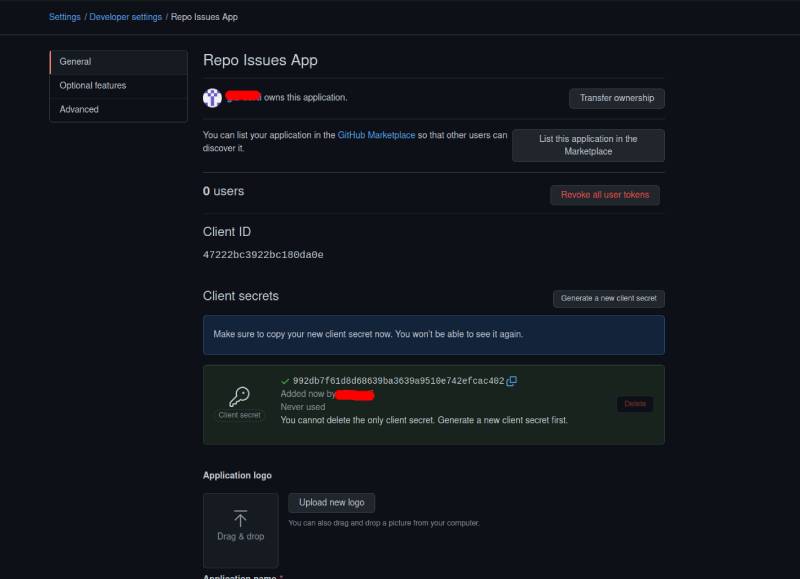 Settings / Developer settings / Repo Issues App
General
Optional features
Advanced
Repo Issues App
owns this application.
Transfer ownership
You can list your application in the GitHub Marketplace so that other users can
discover it.
List this application in the
Marketplace
0 users
Revoke all user tokens
Client ID
47222bc3922bc180da0e
Client secrets
Generate a new client secret
Make sure to copy your new client secret now. You won't be able to see it again.
992db7f61d8d68639ba3639a9510e742efcac402
Added now by
Never used
You cannot delete the only client secret. Generate a new client secret first.
Client secret
Delete
Application logo
Drag & drop
Upload new logo
You can also drag and drop a picture from your computer.
Application name *